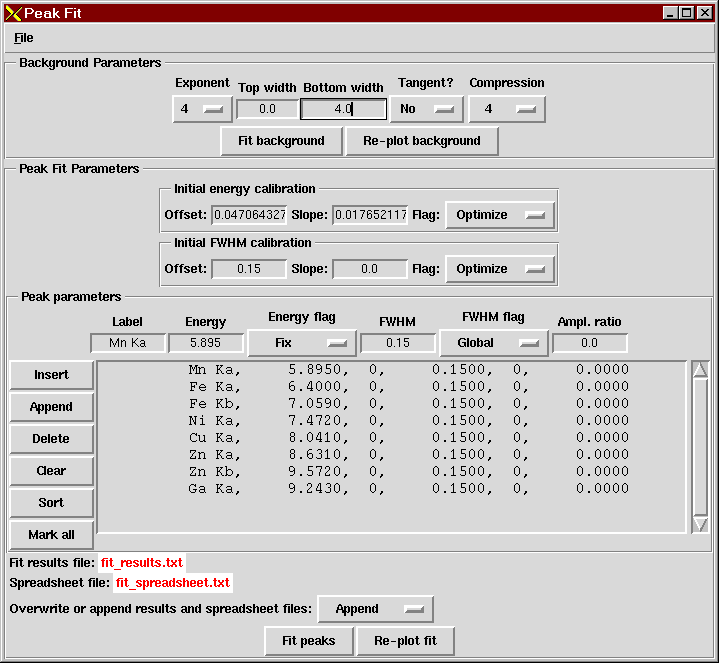 Peak Fit
File
Background Parameters
Exponent Top width Bottom width Tangent? Compression
4 0.0 4.0 No 4
Fit background Re-plot background
Peak Fit Parameters
Initial energy calibration
Offset: 0.047064327 Slope: 0.017652117 Flag: Optimize
Initial FWHM calibration
Offset: 0.15 Slope: 0.0 Flag: Optimize
Peak parameters
Label Energy Energy flag FWHM FWHM flag Ampl. ratio
Mn Ka 5.895 Fix 0.15 Global 0.0
Insert
Append
Delete
Clear
Sort
Mark all
Mn Ka, 5.8950, 0, 0.1500, 0, 0.0000
Fe Ka, 6.4000, 0, 0.1500, 0, 0.0000
Fe Kb, 7.0590, 0, 0.1500, 0, 0.0000
Ni Ka, 7.4720, 0, 0.1500, 0, 0.0000
Cu Ka, 8.0410, 0, 0.1500, 0, 0.0000
Zn Ka, 8.6310, 0, 0.1500, 0, 0.0000
Zn Kb, 9.5720, 0, 0.1500, 0, 0.0000
Ga Ka, 9.2430, 0, 0.1500, 0, 0.0000
Fit results file: fit_results.txt
Spreadsheet file: fit_spreadsheet.txt
Overwrite or append results and spreadsheet files: Append
Fit peaks Re-plot fit